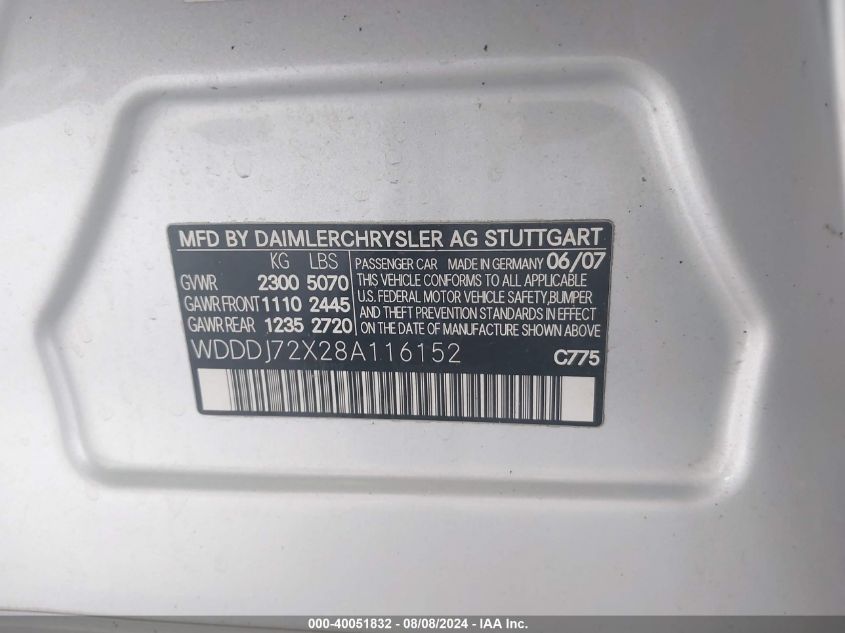 MFD BY DAIMLERCHRYSLER AG STUTTGART
KG LBS
GVWR 2300 5070
GAWR FRONT 1110 2445
GAWR REAR 1235 2720
PASSENGER CAR MADE IN GERMANY 06/07
THIS VEHICLE CONFORMS TO ALL APPLICABLE
U.S. FEDERAL MOTOR VEHICLE SAFETY, BUMPER
AND THEFT PREVENTION STANDARDS IN EFFECT
ON THE DATE OF MANUFACTURE SHOWN ABOVE.
WDDDJ72X28A116152 C775
000-40051832 - 08/08/2024 - IAA Inc.